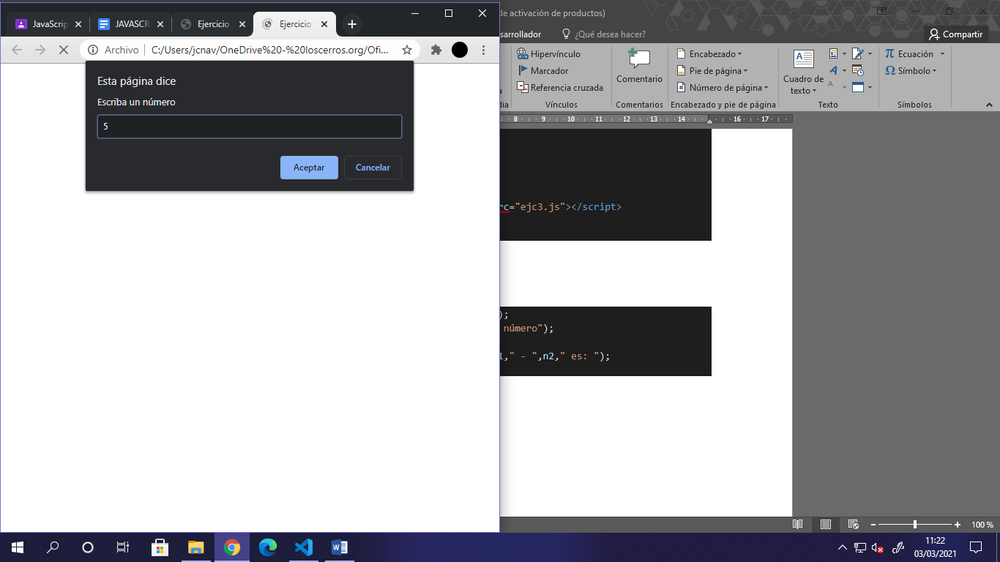 JavaScrip
JAVASCR
Ejercicio
Ejercicio
Archivo
C:/Users/jcnav/OneDrive%20-%20loscerros.org/Ofi...
Esta página dice
Escriba un número
5
Aceptar
Cancelar
de activación de productos)
sarrollador
¿Qué desea hacer?
Compartir
Hipervínculo
Marcador
Referencia cruzada
Vínculos
Comentario
Comentarios
Encabezado
Pie de página
Número de página
Encabezado y pie de página
Cuadro de
texto
Texto
Ecuación
Símbolo
Símbolos
dia
8 9 10 11 12 13 14 16 17
rc="ejc3.js"></script>
);
número");
1," - ",n2," es: ");
100 %
11:22
03/03/2021